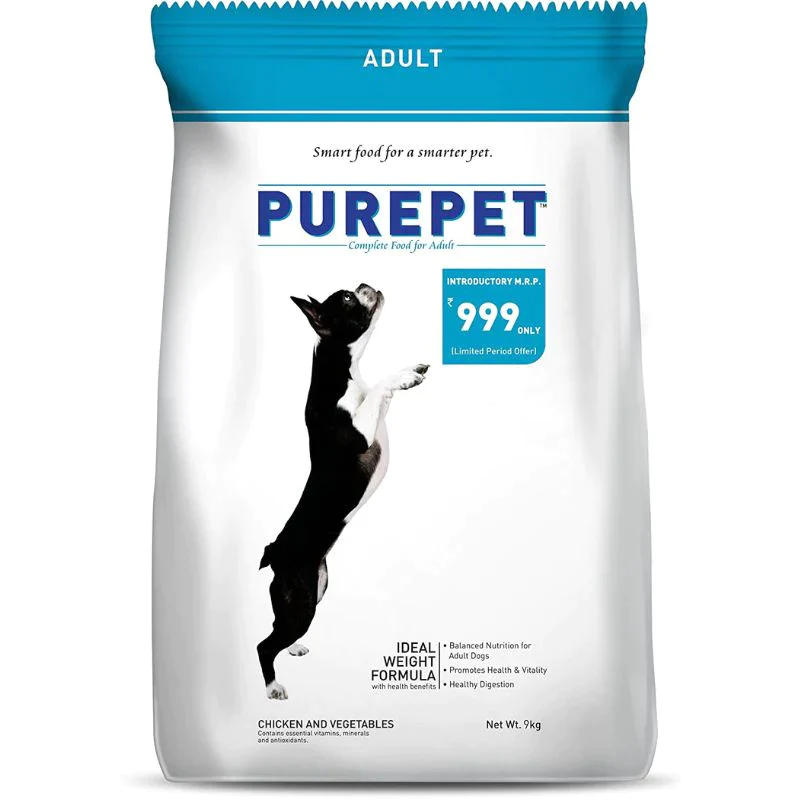 ADULT
Smart food for a smarter pet.
PUREPET™
Complete Food for Adult
INTRODUCTORY M.R.P.
₹ 999 ONLY
(Limited Period Offer)
IDEAL
WEIGHT
FORMULA
with health benefits
• Balanced Nutrition for
Adult Dogs
• Promotes Health & Vitality
• Healthy Digestion
CHICKEN AND VEGETABLES
Contains essential vitamins, minerals
and antioxidants.
Net Wt. 9kg